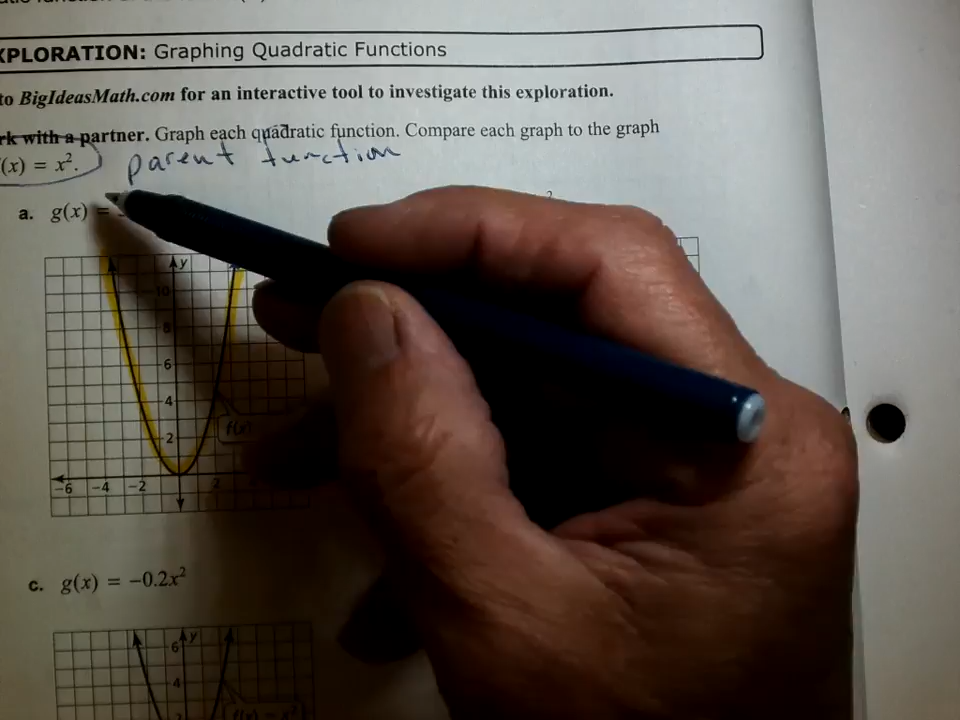 XPLORATION: Graphing Quadratic Functions
to BigIdeasMath.com for an interactive tool to investigate this exploration.
rk with a partner. Graph each quadratic function. Compare each graph to the graph
(x) = x². parent function
a. g(x) =
y
10
8
6
4
2
f(x)
-6 -4 -2 2
c. g(x) = −0.2x²
y
6
4
f(x) = x²